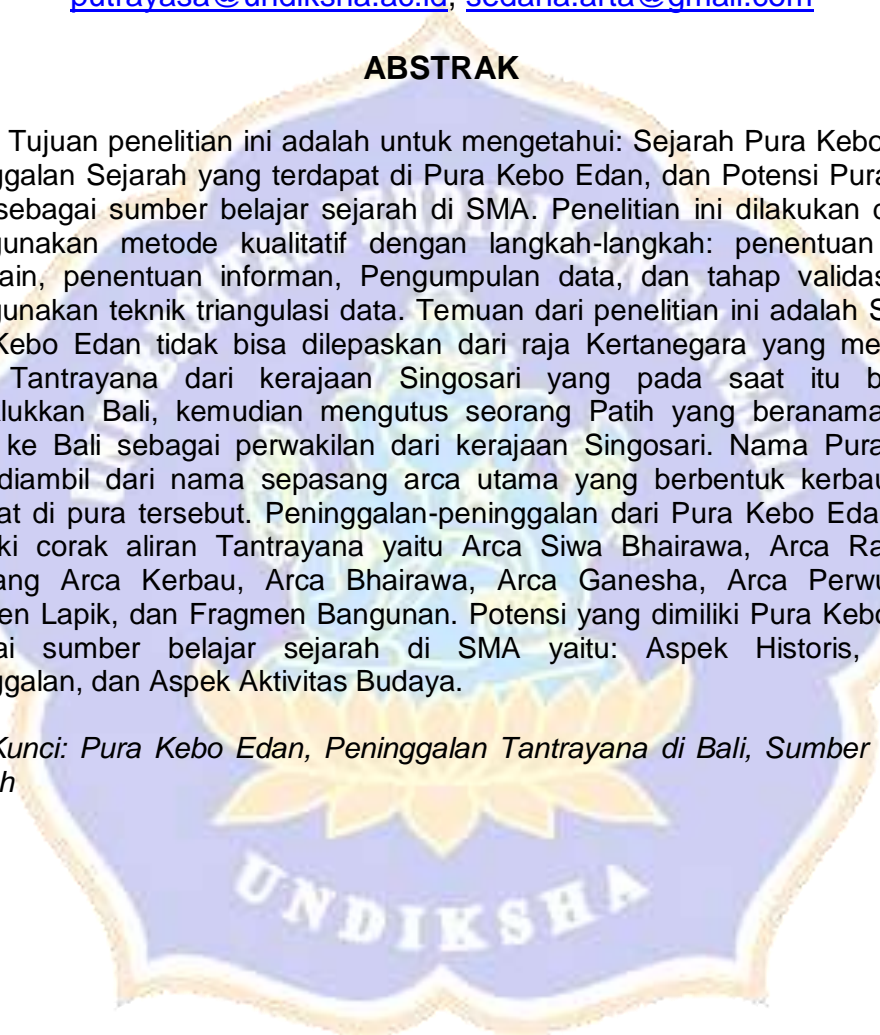 putrayasa@undiksha.ac.id, sedana.arta@gmail.com
ABSTRAK
Tujuan penelitian ini adalah untuk mengetahui: Sejarah Pura Kebo
ggalan Sejarah yang terdapat di Pura Kebo Edan, dan Potensi Pura
sebagai sumber belajar sejarah di SMA. Penelitian ini dilakukan
gunakan metode kualitatif dengan langkah-langkah: penentuan
ain, penentuan informan, Pengumpulan data, dan tahap validas
gunakan teknik triangulasi data. Temuan dari penelitian ini adalah S
Kebo Edan tidak bisa dilepaskan dari raja Kertanegara yang me
Tantrayana dari kerajaan Singosari yang pada saat itu b
alukkan Bali, kemudian mengutus seorang Patih yang beranama
ke Bali sebagai perwakilan dari kerajaan Singosari. Nama Pura
diambil dari nama sepasang arca utama yang berbentuk kerbau
at di pura tersebut. Peninggalan-peninggalan dari Pura Kebo Eda
ki corak aliran Tantrayana yaitu Arca Siwa Bhairawa, Arca Ra
ang Arca Kerbau, Arca Bhairawa, Arca Ganesha, Arca Perwu
en Lapik, dan Fragmen Bangunan. Potensi yang dimiliki Pura Kebo
ai sumber belajar sejarah di SMA yaitu: Aspek Historis,
ggalan, dan Aspek Aktivitas Budaya.
Kunci: Pura Kebo Edan, Peninggalan Tantrayana di Bali, Sumber
h
UNDIKSHA